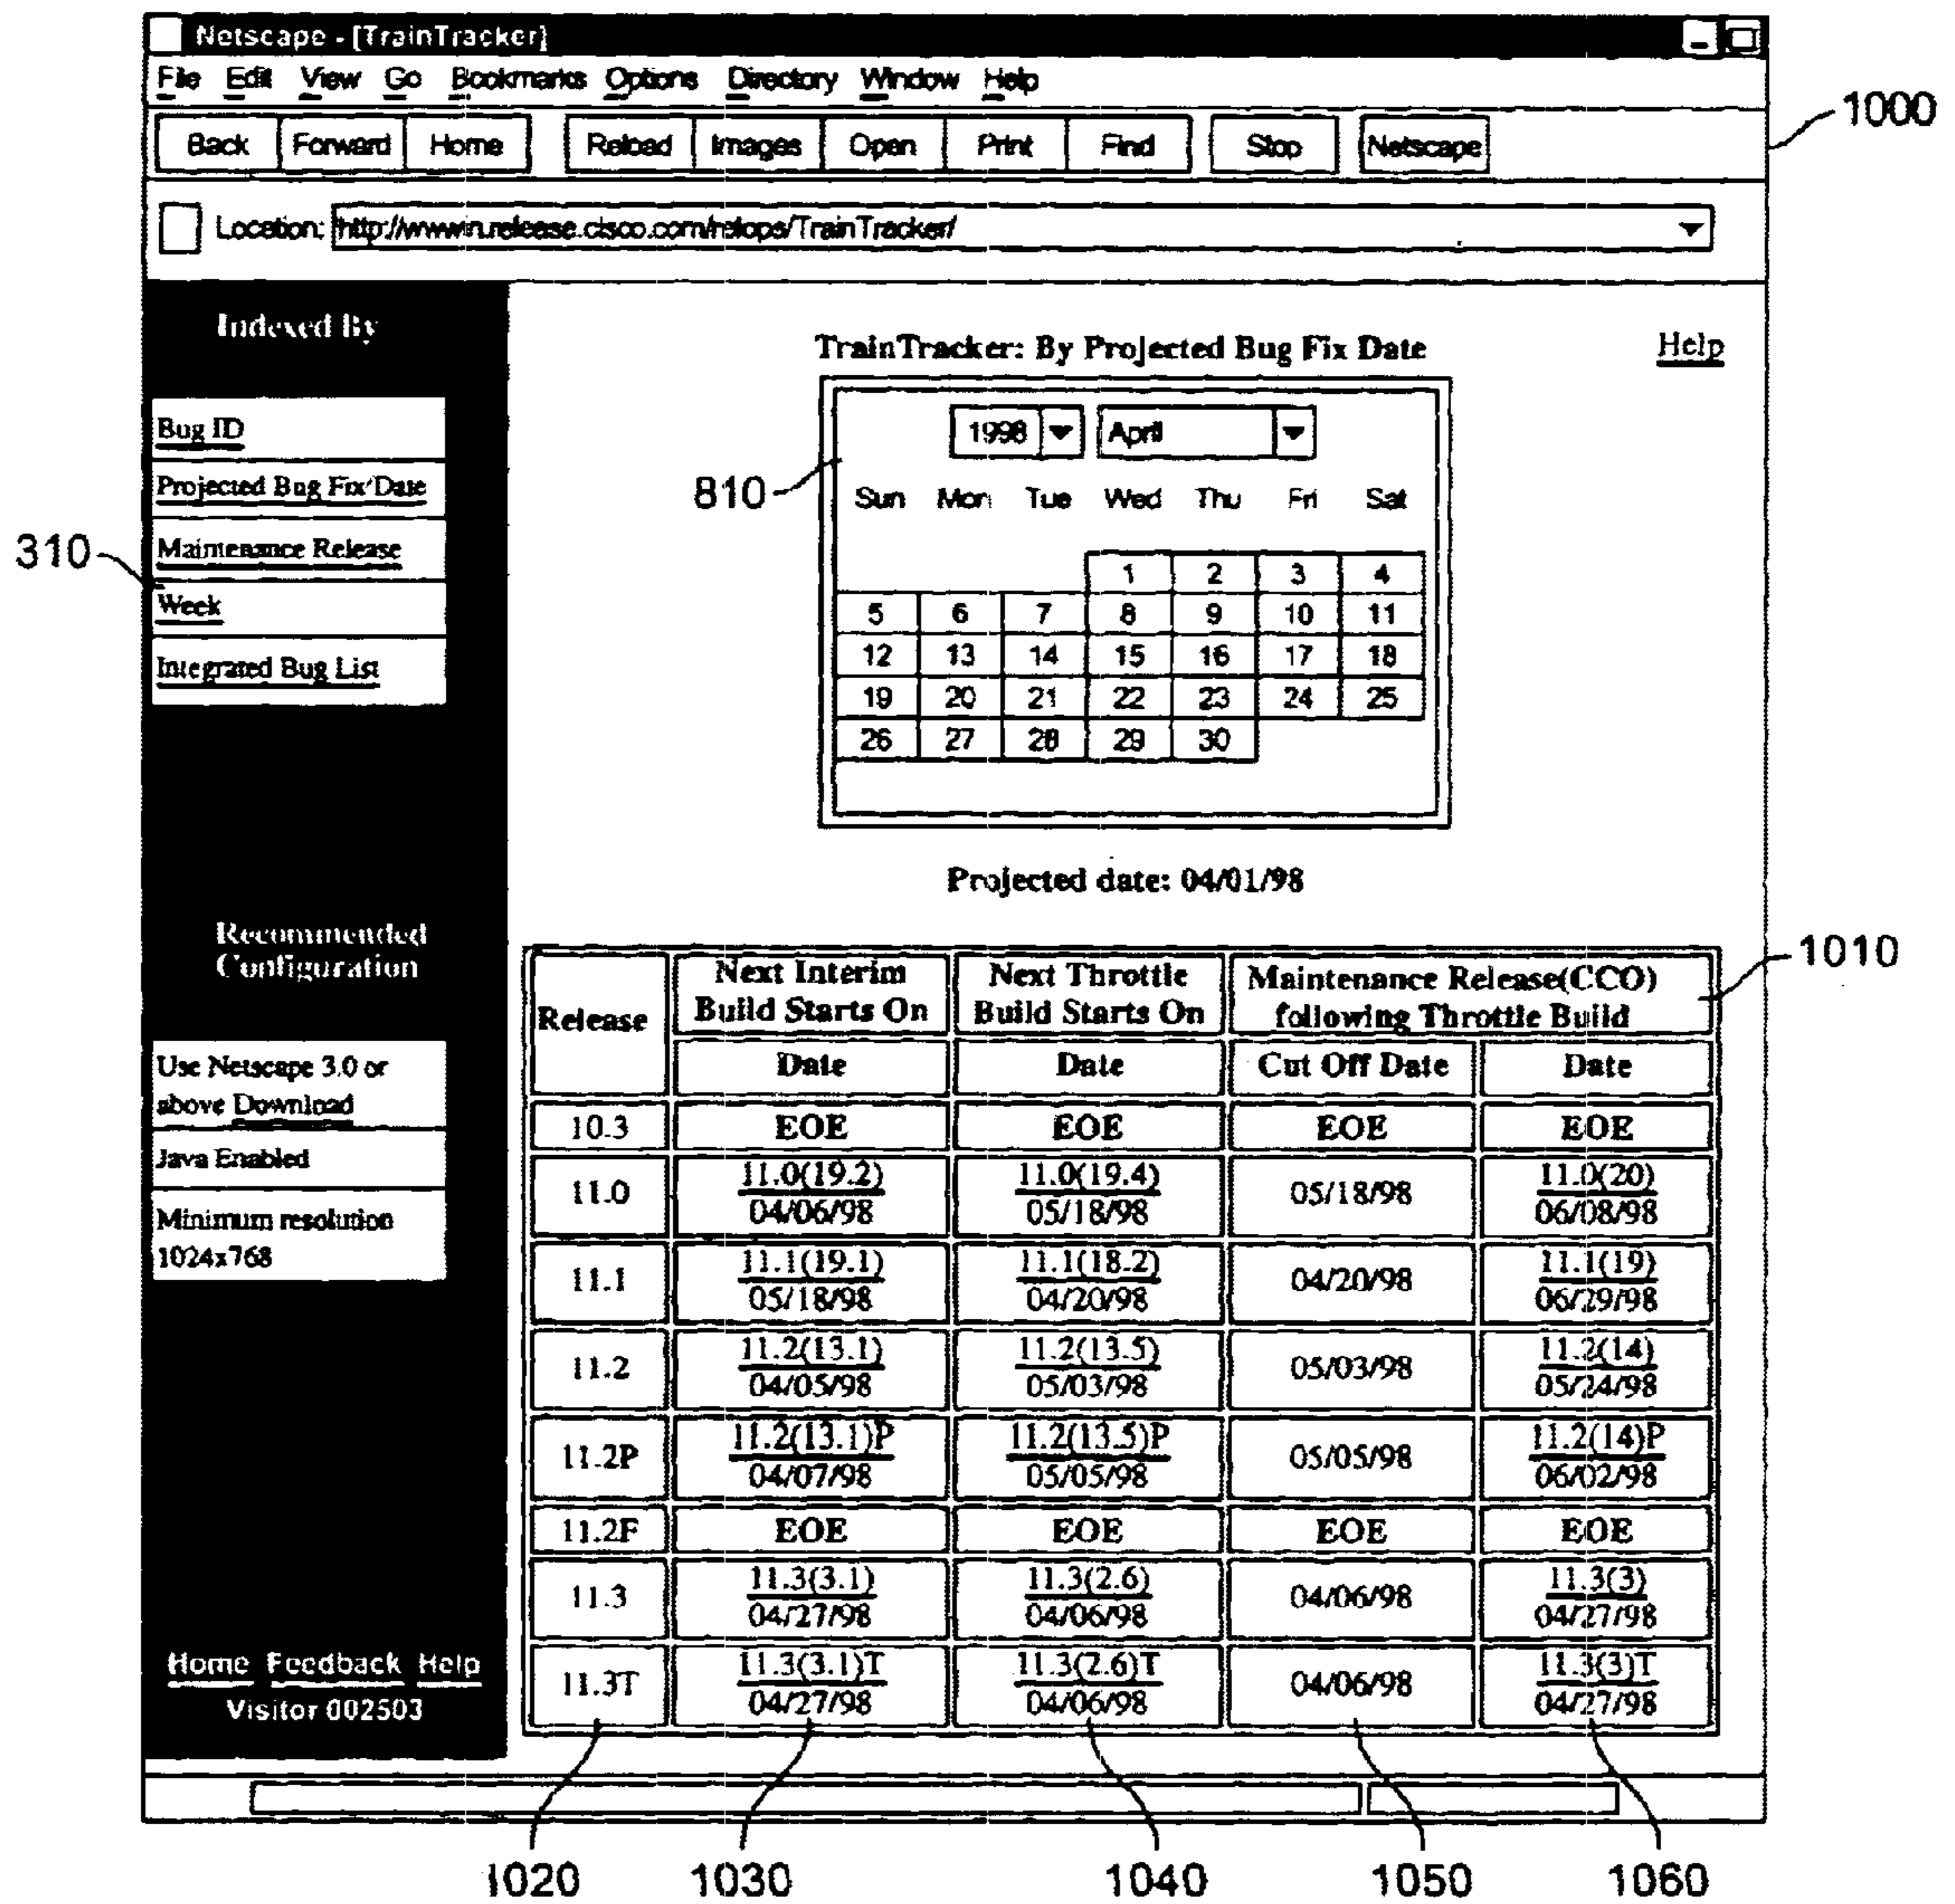 Netscape - [TrainTracker]
File Edit View Go Bookmarks Options Directory Window Help
1000
Back Forward Home Reload Images Open Print Find Stop Netscape
Location: http://wwwin.release.cisco.com/relops/TrainTracker/
Indexed By
Bug ID
Projected Bug Fix Date
Maintenance Release
Week
Integrated Bug List
310
Recommended
Configuration
Use Netscape 3.0 or
above Download
Java Enabled
Minimum resolution
1024x768
Home Feedback Help
Visitor 002503
TrainTracker: By Projected Bug Fix Date
Help
810
1998 April
Sun Mon Tue Wed Thu Fri Sat
1 2 3 4
5 6 7 8 9 10 11
12 13 14 15 16 17 18
19 20 21 22 23 24 25
26 27 28 29 30
Projected date: 04/01/98
1010
Release
Next Interim
Build Starts On
Next Throttle
Build Starts On
Maintenance Release(CCO)
following Throttle Build
Date Date Cut Off Date Date
10.3 EOE EOE EOE EOE
11.0 11.0(19.2) 11.0(19.4) 05/18/98 11.0(20)
04/06/98 05/18/98 06/08/98
11.1 11.1(19.1) 11.1(18.2) 04/20/98 11.1(19)
05/18/98 04/20/98 06/29/98
11.2 11.2(13.1) 11.2(13.5) 05/03/98 11.2(14)
04/05/98 05/03/98 05/24/98
11.2P 11.2(13.1)P 11.2(13.5)P 05/05/98 11.2(14)P
04/07/98 05/05/98 06/02/98
11.2F EOE EOE EOE EOE
11.3 11.3(3.1) 11.3(2.6) 04/06/98 11.3(3)
04/27/98 04/06/98 04/27/98
11.3T 11.3(3.1)T 11.3(2.6)T 04/06/98 11.3(3)T
04/27/98 04/06/98 04/27/98
1020 1030 1040 1050 1060